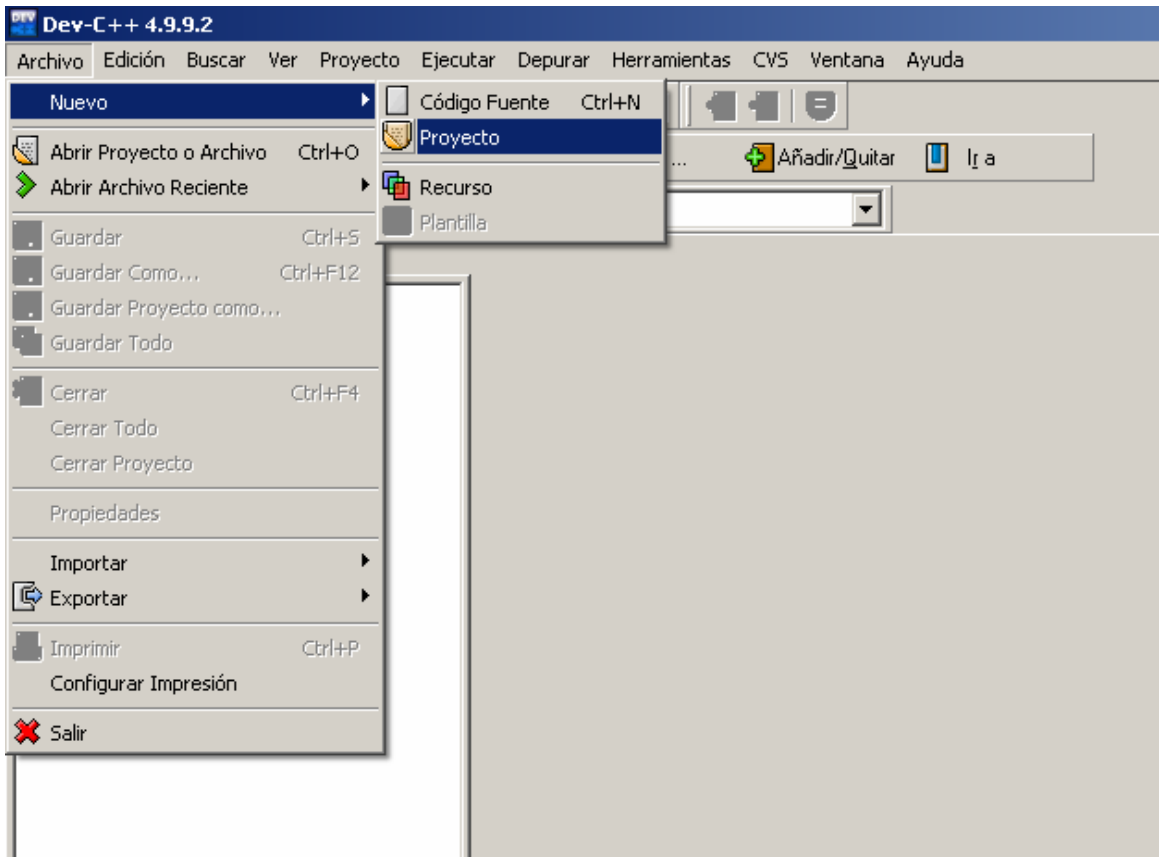 Dev-C++ 4.9.9.2
Archivo Edición Buscar Ver Proyecto Ejecutar Depurar Herramientas CVS Ventana Ayuda
Nuevo
Código Fuente Ctrl+N
Proyecto
Recurso
Plantilla
... Añadir/Quitar Ir a
Abrir Proyecto o Archivo Ctrl+O
Abrir Archivo Reciente
Guardar Ctrl+S
Guardar Como... Ctrl+F12
Guardar Proyecto como...
Guardar Todo
Cerrar Ctrl+F4
Cerrar Todo
Cerrar Proyecto
Propiedades
Importar
Exportar
Imprimir Ctrl+P
Configurar Impresión
Salir